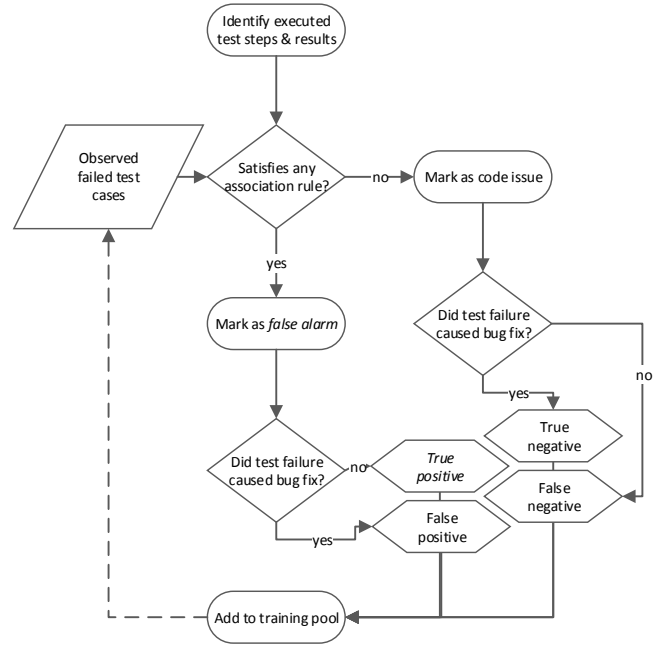 Identify executed
test steps & results
Observed
failed test
cases
Satisfies any
association rule?
no
Mark as code issue
yes
Mark as false alarm
Did test failure
caused bug fix?
no
yes
True
negative
Did test failure
caused bug fix?
no
True
positive
False
negative
yes
False
positive
Add to training pool